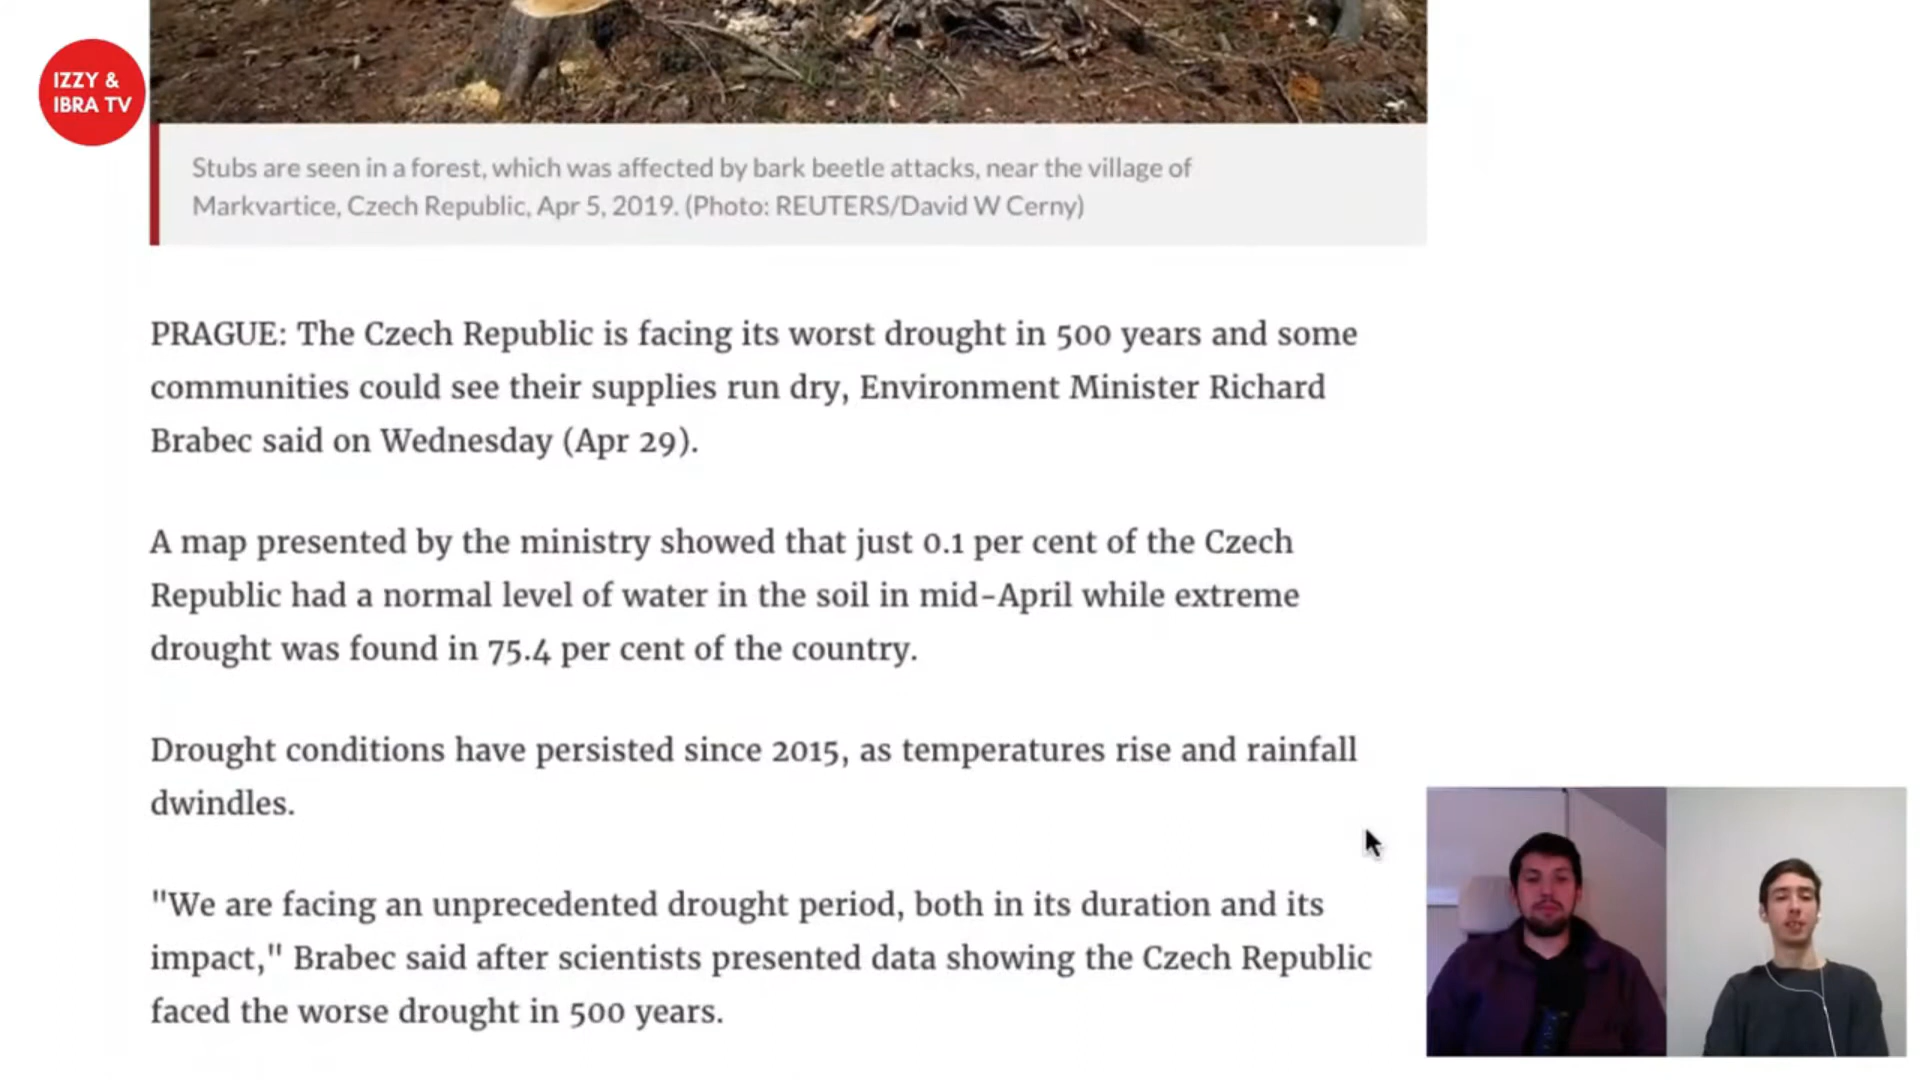 IZZY &
IBRA TV
Stubs are seen in a forest, which was affected by bark beetle attacks, near the village of
Markvartice, Czech Republic, Apr 5, 2019. (Photo: REUTERS/David W Cerny)
PRAGUE: The Czech Republic is facing its worst drought in 500 years and some
communities could see their supplies run dry, Environment Minister Richard
Brabec said on Wednesday (Apr 29).
A map presented by the ministry showed that just 0.1 per cent of the Czech
Republic had a normal level of water in the soil in mid-April while extreme
drought was found in 75.4 per cent of the country.
Drought conditions have persisted since 2015, as temperatures rise and rainfall
dwindles.
"We are facing an unprecedented drought period, both in its duration and its
impact," Brabec said after scientists presented data showing the Czech Republic
faced the worse drought in 500 years.